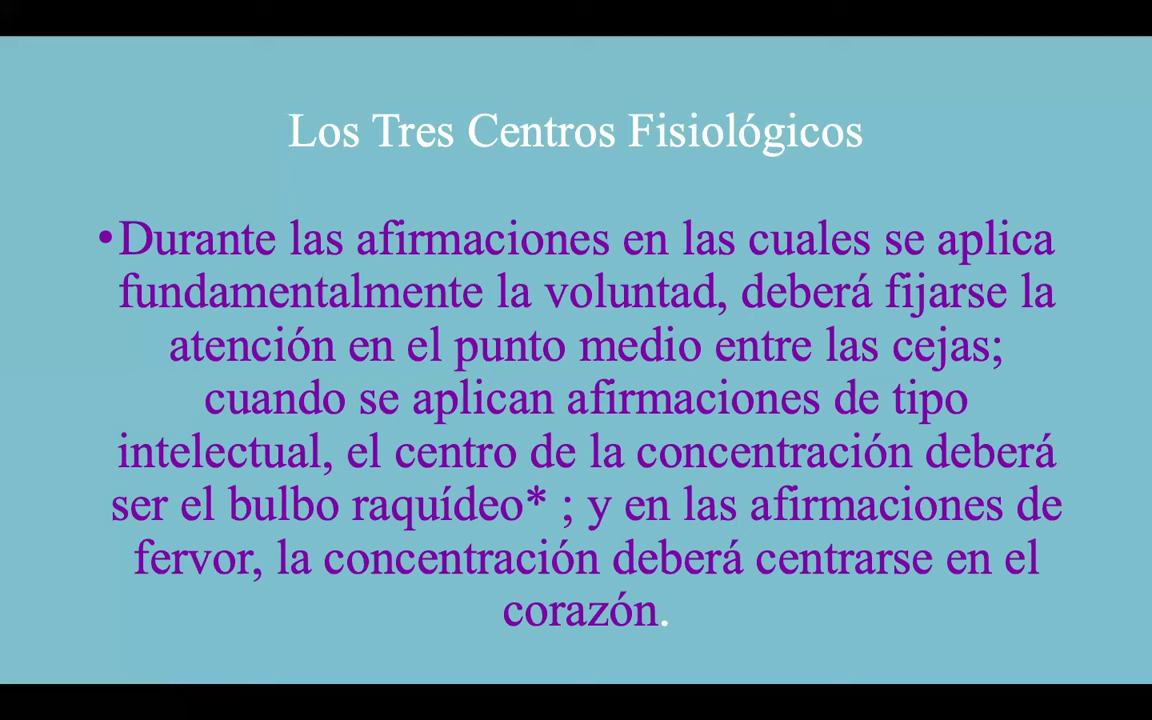 Los Tres Centros Fisiológicos
•Durante las afirmaciones en las cuales se aplica
fundamentalmente la voluntad, deberá fijarse la
atención en el punto medio entre las cejas;
cuando se aplican afirmaciones de tipo
intelectual, el centro de la concentración deberá
ser el bulbo raquídeo* ; y en las afirmaciones de
fervor, la concentración deberá centrarse en el
corazón.